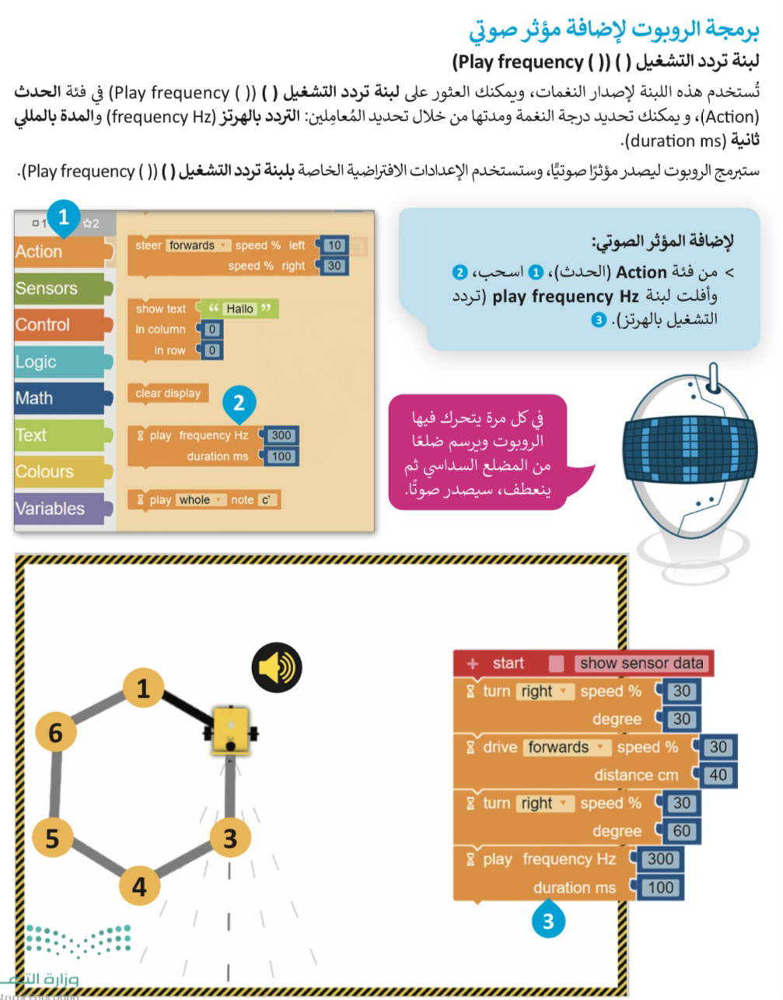 برمجة الروبوت لإضافة مؤثر صوتي
لبنة تردد التشغيل ( ) (Play frequency ( ))
تُستخدم هذه اللبنة لإصدار النغمات، ويمكنك العثور على لبنة تردد التشغيل ( ) (Play frequency ( )) في فئة الحدث
(Action)، و يمكنك تحديد درجة النغمة ومدتها من خلال تحديد المُعامِلين: التردد بالهرتز (frequency Hz) والمدة بالمللي
ثانية (duration ms).
ستبرمج الروبوت ليصدر مؤثرًا صوتيًّا، وستستخدم الإعدادات الافتراضية الخاصة بلبنة تردد التشغيل ( ) (Play frequency ( )).
لإضافة المؤثر الصوتي:
> من فئة Action (الحدث)، 1 اسحب، 2
وأفلت لبنة play frequency Hz (تردد
التشغيل بالهرتز). 3
1
1 2
Action
Sensors
Control
Logic
Math
Text
Colours
Variables
steer forwards speed % left 10
speed % right 30
show text “ Hallo ”
in column 0
in row 0
clear display
2
play frequency Hz 300
duration ms 100
play whole note c'
في كل مرة يتحرك فيها
الروبوت ويرسم ضلعًا
من المضلع السداسي ثم
ينعطف، سيصدر صوتًا.
1
6
5
4
3
+ start show sensor data
turn right speed % 30
degree 30
drive forwards speed % 30
distance cm 40
turn right speed % 30
degree 60
play frequency Hz 300
duration ms 100
3
وزارة